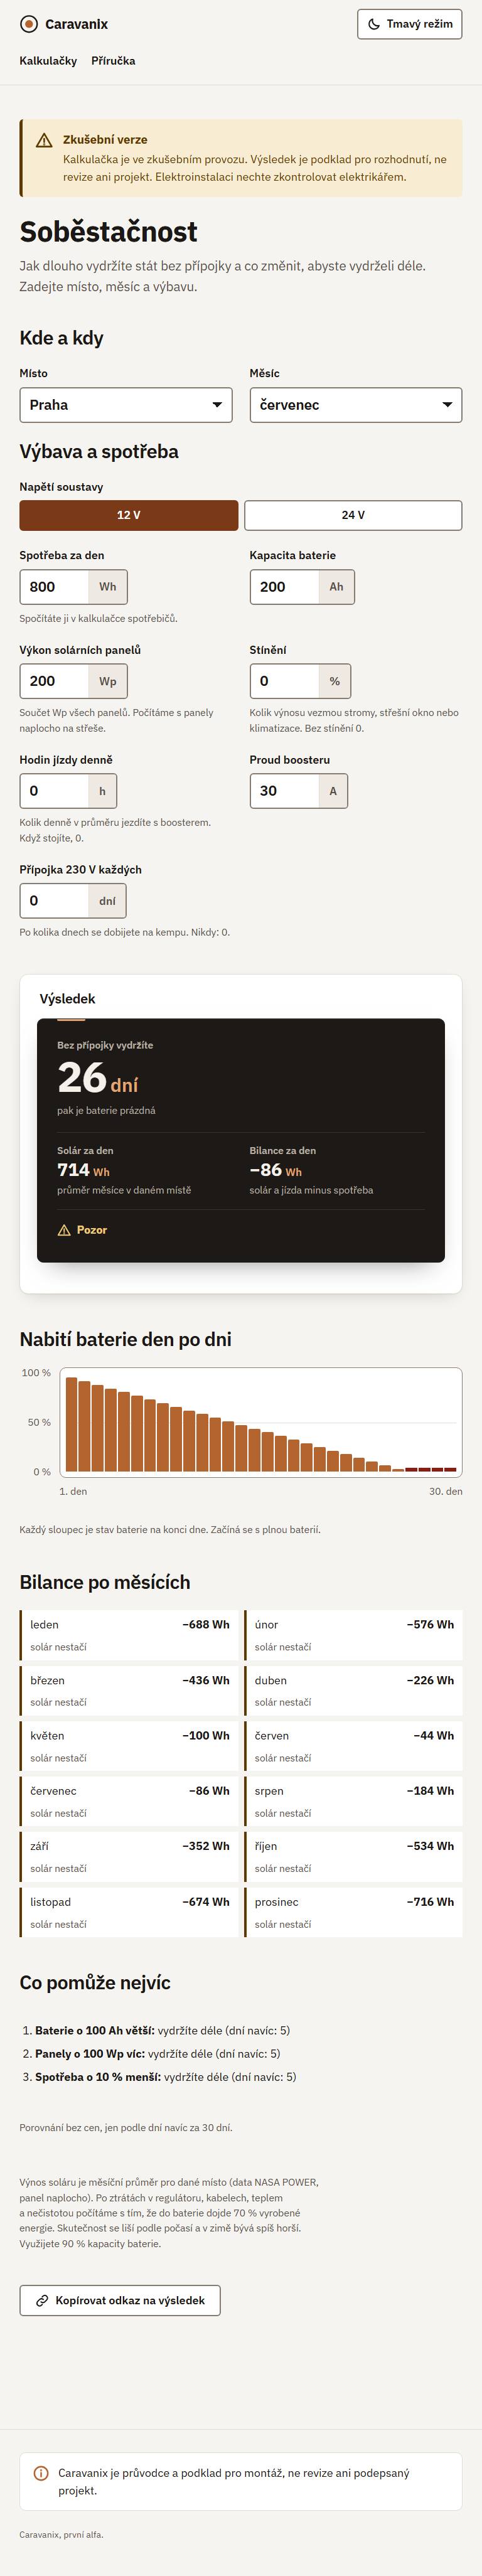 Caravanix
Tmavý režim
Kalkulačky Příručka
Zkušební verze
Kalkulačka je ve zkušebním provozu. Výsledek je podklad pro rozhodnutí, ne
revize ani projekt. Elektroinstalaci nechte zkontrolovat elektrikářem.
Soběstačnost
Jak dlouho vydržíte stát bez přípojky a co změnit, abyste vydrželi déle.
Zadejte místo, měsíc a výbavu.
Kde a kdy
Místo Měsíc
Praha červenec
Výbava a spotřeba
Napětí soustavy
12 V 24 V
Spotřeba za den Kapacita baterie
800 Wh 200 Ah
Spočítáte ji v kalkulačce spotřebičů.
Výkon solárních panelů Stínění
200 Wp 0 %
Součet Wp všech panelů. Počítáme s panely
naplocho na střeše.
Kolik výnosu vezmou stromy, střešní okno nebo
klimatizace. Bez stínění 0.
Hodin jízdy denně Proud boosteru
0 h 30 A
Kolik denně v průměru jezdíte s boosterem.
Když stojíte, 0.
Přípojka 230 V každých
0 dní
Po kolika dnech se dobijete na kempu. Nikdy: 0.
Výsledek
Bez přípojky vydržíte
26 dní
pak je baterie prázdná
Solár za den Bilance za den
714 Wh −86 Wh
průměr měsíce v daném místě solár a jízda minus spotřeba
Pozor
Nabití baterie den po dni
100 %
50 %
0 %
1. den 30. den
Každý sloupec je stav baterie na konci dne. Začíná se s plnou baterií.
Bilance po měsících
leden −688 Wh únor −576 Wh
solár nestačí solár nestačí
březen −436 Wh duben −226 Wh
solár nestačí solár nestačí
květen −100 Wh červen −44 Wh
solár nestačí solár nestačí
červenec −86 Wh srpen −184 Wh
solár nestačí solár nestačí
září −352 Wh říjen −534 Wh
solár nestačí solár nestačí
listopad −674 Wh prosinec −716 Wh
solár nestačí solár nestačí
Co pomůže nejvíc
1. Baterie o 100 Ah větší: vydržíte déle (dní navíc: 5)
2. Panely o 100 Wp víc: vydržíte déle (dní navíc: 5)
3. Spotřeba o 10 % menší: vydržíte déle (dní navíc: 5)
Porovnání bez cen, jen podle dní navíc za 30 dní.
Výnos soláru je měsíční průměr pro dané místo (data NASA POWER,
panel naplocho). Po ztrátách v regulátoru, kabelech, teplem
a nečistotou počítáme s tím, že do baterie dojde 70 % vyrobené
energie. Skutečnost se liší podle počasí a v zimě bývá spíš horší.
Využijete 90 % kapacity baterie.
Kopírovat odkaz na výsledek
Caravanix je průvodce a podklad pro montáž, ne revize ani podepsaný
projekt.
Caravanix, první alfa.